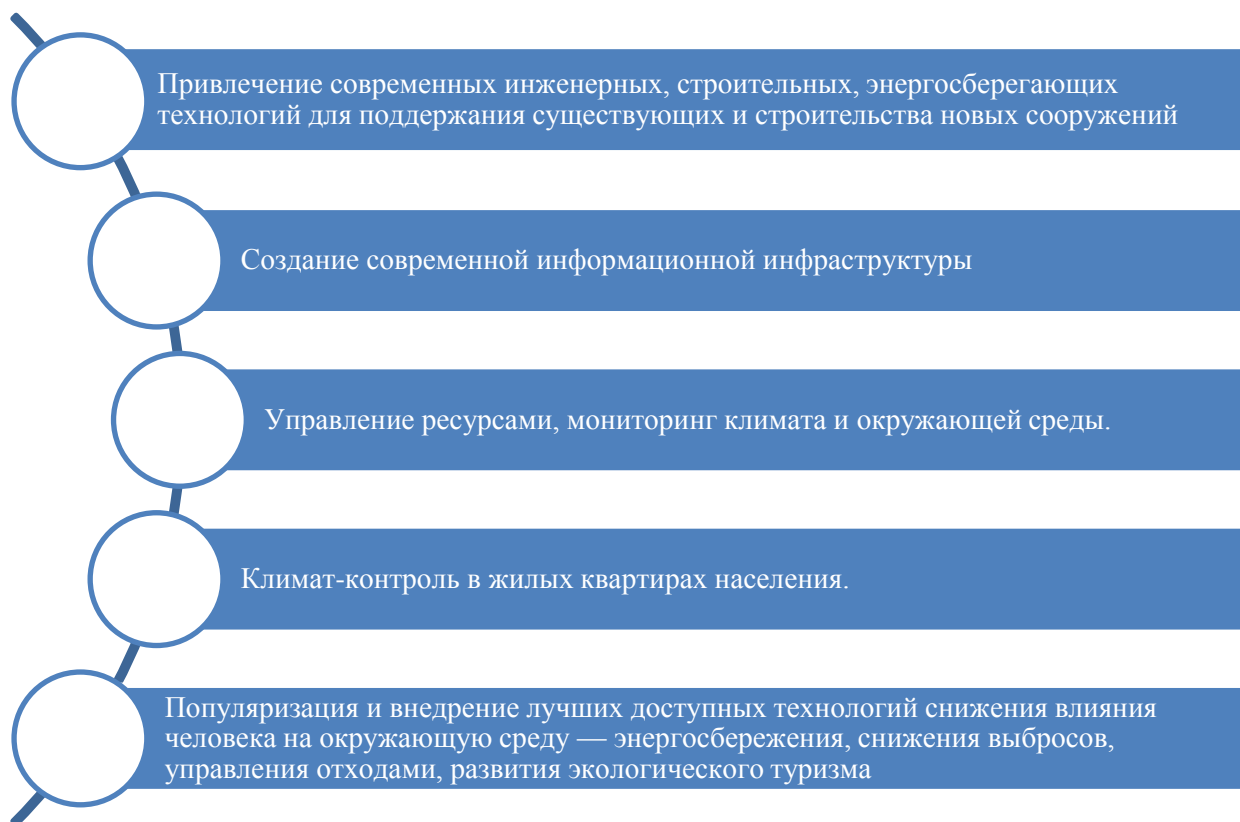 Привлечение современных инженерных, строительных, энергосберегающих
технологий для поддержания существующих и строительства новых сооружений
Создание современной информационной инфраструктуры
Управление ресурсами, мониторинг климата и окружающей среды.
Климат-контроль в жилых квартирах населения.
Популяризация и внедрение лучших доступных технологий снижения влияния
человека на окружающую среду — энергосбережения, снижения выбросов,
управления отходами, развития экологического туризма